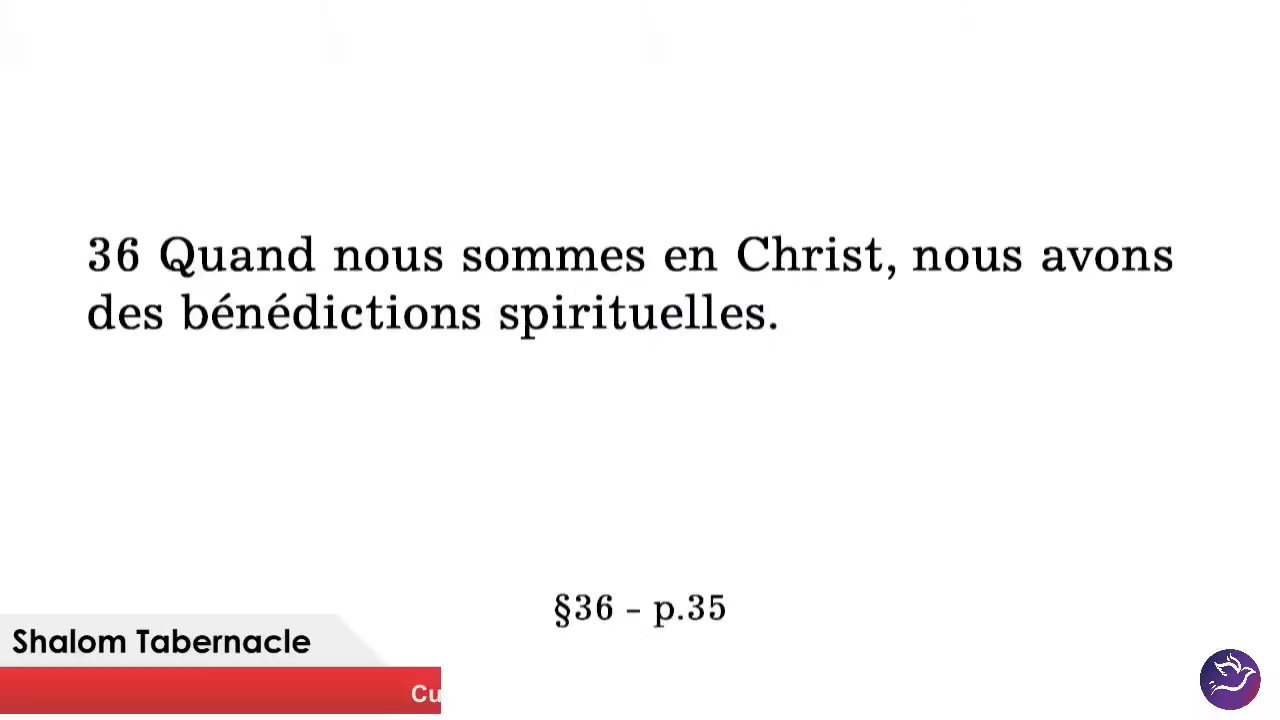 36 Quand nous sommes en Christ, nous avons
des bénédictions spirituelles.
§36 – p.35
Shalom Tabernacle